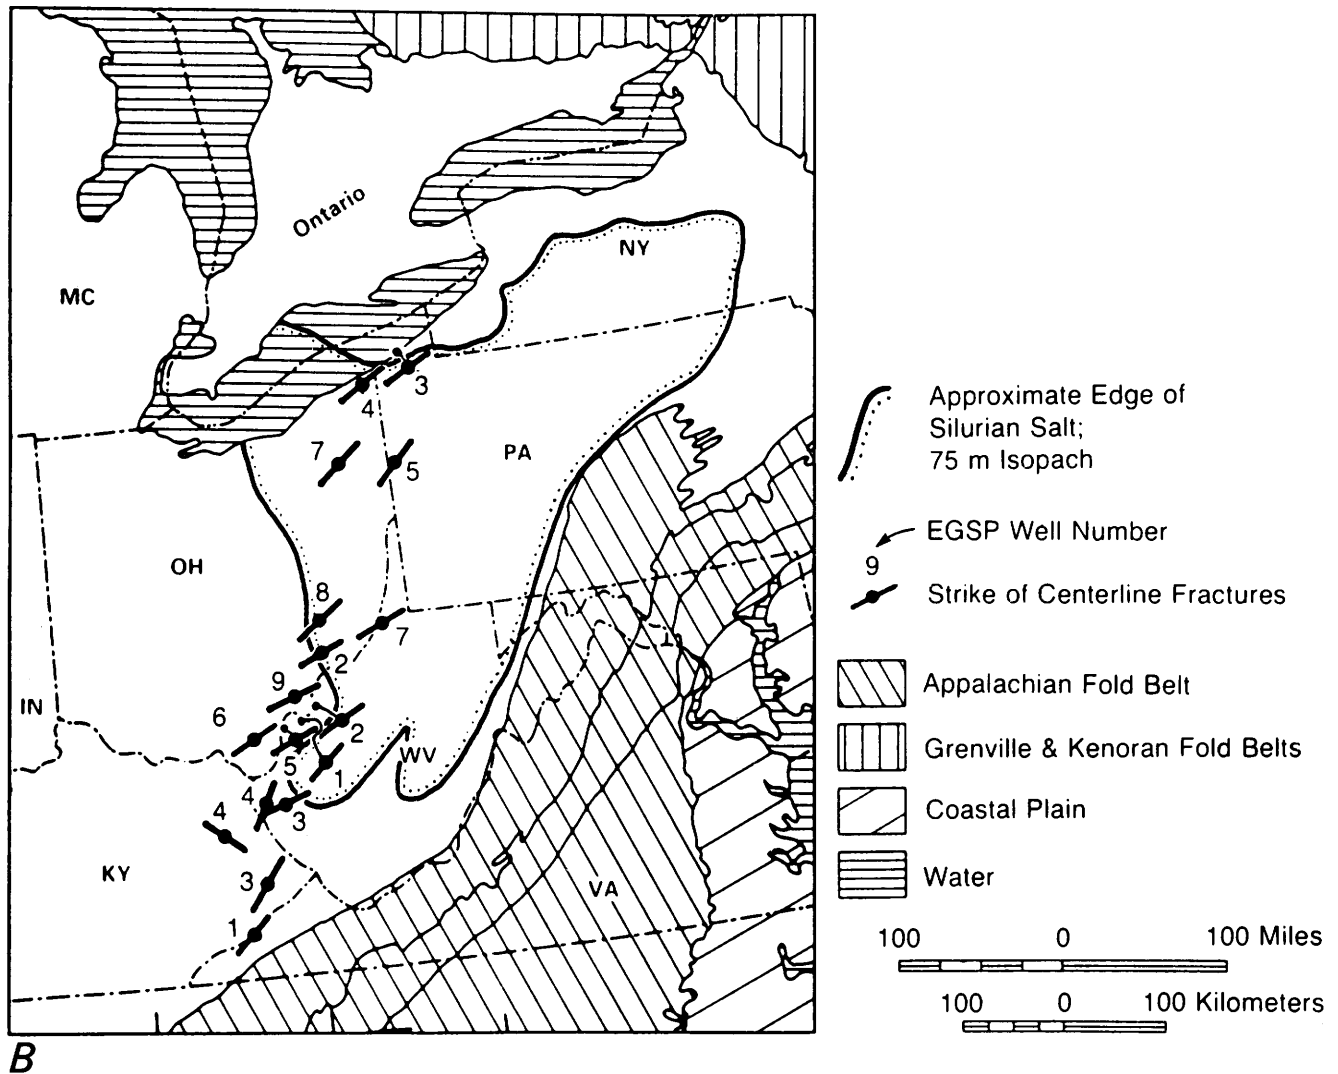 Ontario
NY
MC
3
4
7
PA
5
OH
8
7
2
9
IN
6
2
WV
5
1
4
3
4
KY
3
VA
1
Approximate Edge of
Silurian Salt;
75 m Isopach
EGSP Well Number
9
Strike of Centerline Fractures
Appalachian Fold Belt
Grenville & Kenoran Fold Belts
Coastal Plain
Water
100 0 100 Miles
100 0 100 Kilometers
B